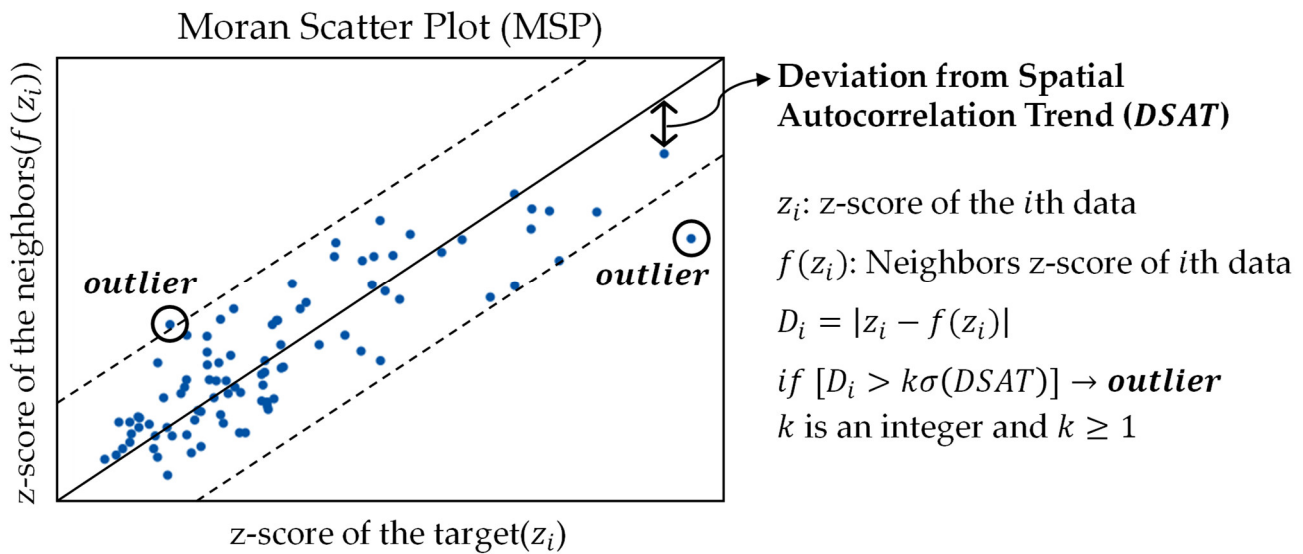 Moran Scatter Plot (MSP)
z-score of the neighbors(f(zᵢ))
outlier
outlier
z-score of the target(zᵢ)
Deviation from Spatial
Autocorrelation Trend (DSAT)
zᵢ: z-score of the ith data
f(zᵢ): Neighbors z-score of ith data
Dᵢ = |zᵢ − f(zᵢ)|
if [Dᵢ > kσ(DSAT)] → outlier
k is an integer and k ≥ 1